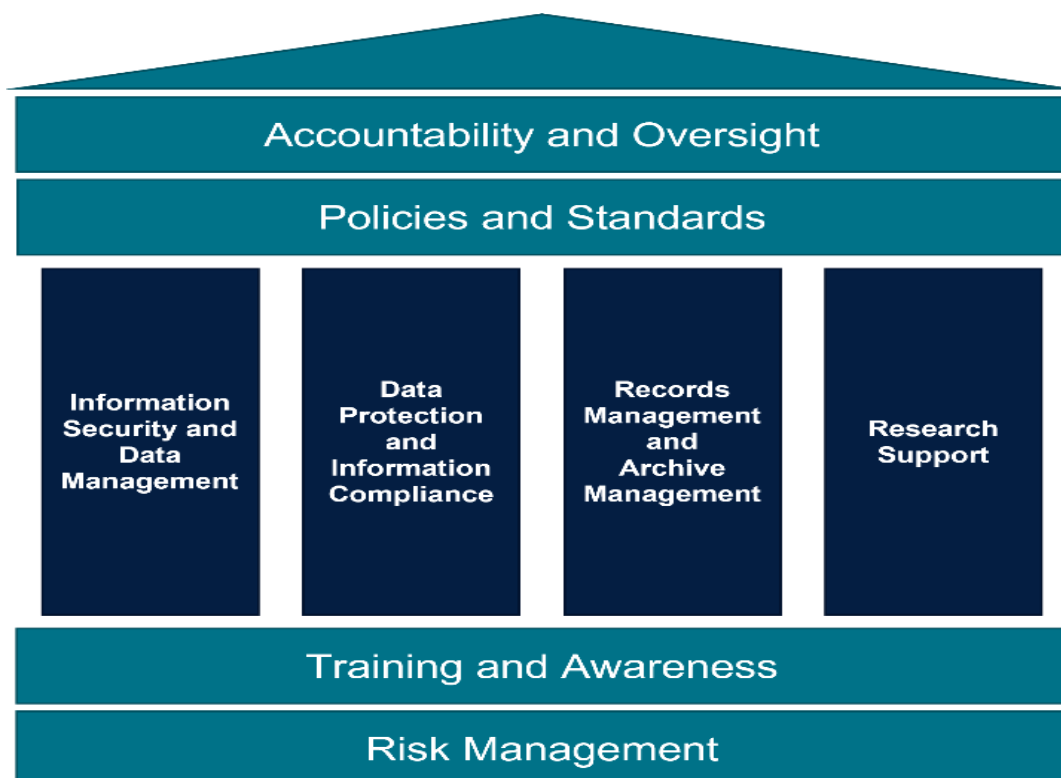 Accountability and Oversight
Policies and Standards
Information
Security and
Data
Management
Data
Protection
and
Information
Compliance
Records
Management
and
Archive
Management
Research
Support
Training and Awareness
Risk Management